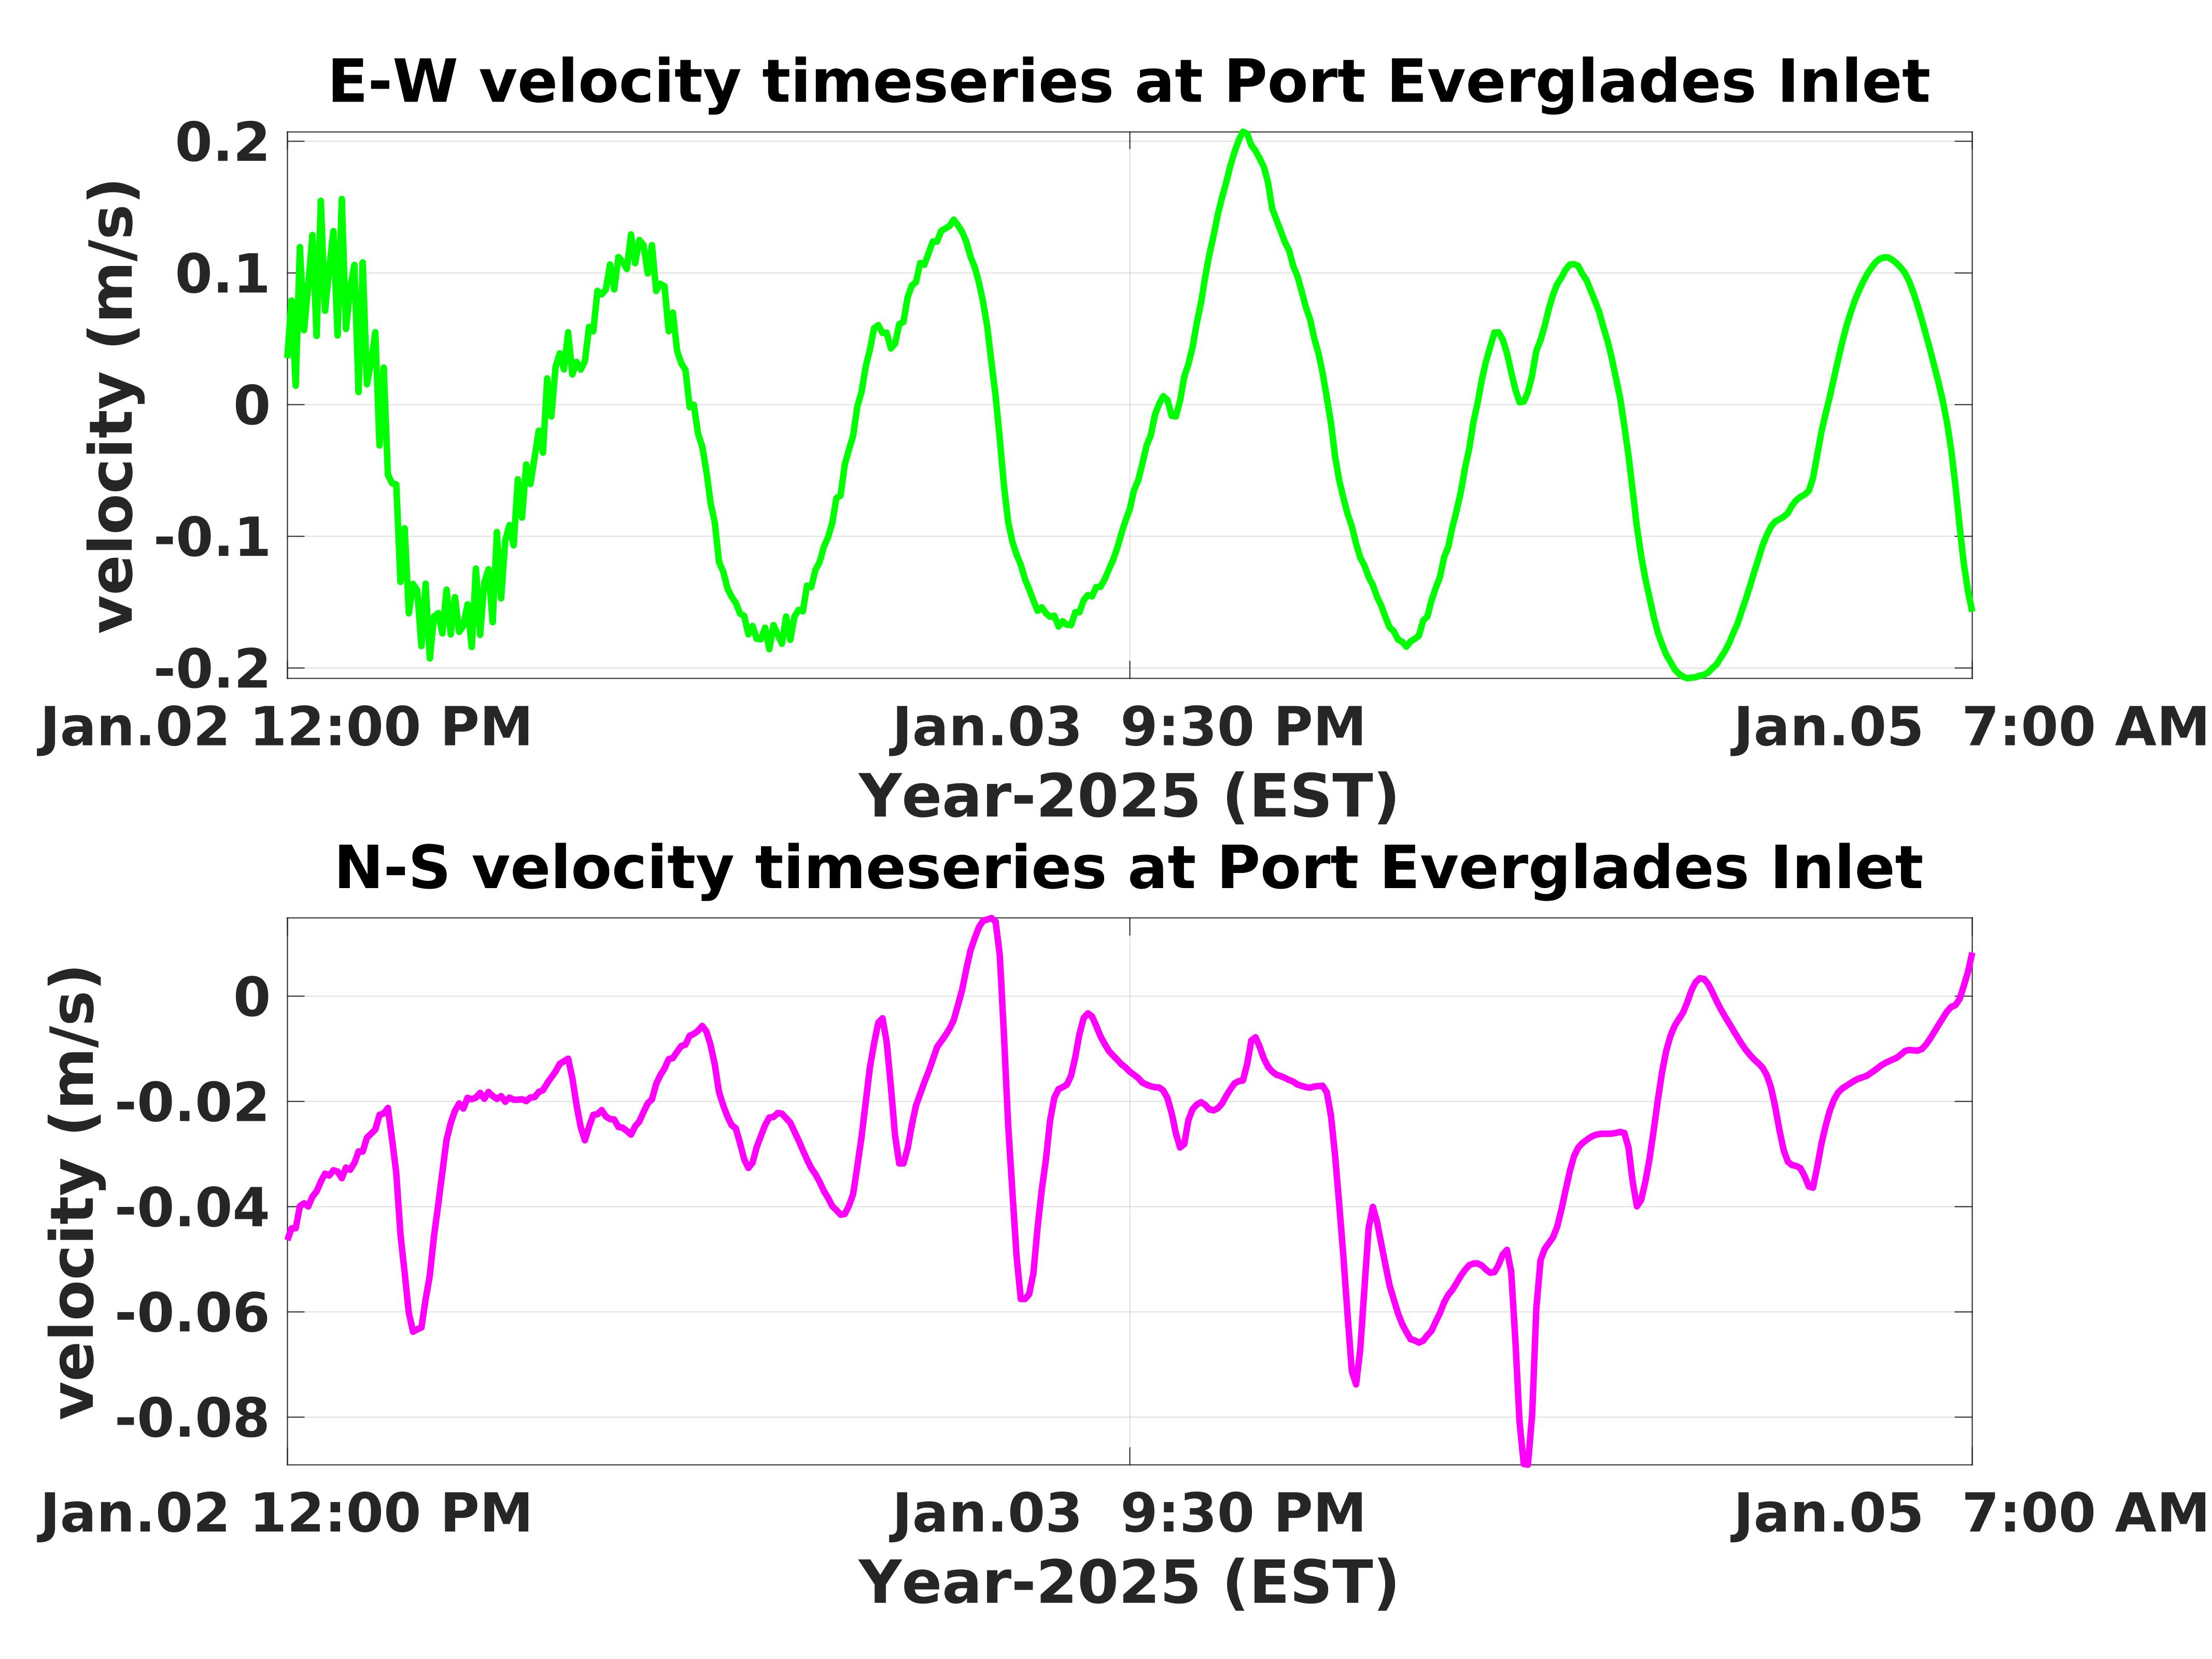 E-W velocity timeseries at Port Everglades Inlet
velocity (m/s)
0.2
0.1
0
-0.1
-0.2
Jan.02 12:00 PM
Jan.03 9:30 PM
Jan.05 7:00 AM
Year-2025 (EST)
N-S velocity timeseries at Port Everglades Inlet
velocity (m/s)
0
-0.02
-0.04
-0.06
-0.08
Jan.02 12:00 PM
Jan.03 9:30 PM
Jan.05 7:00 AM
Year-2025 (EST)